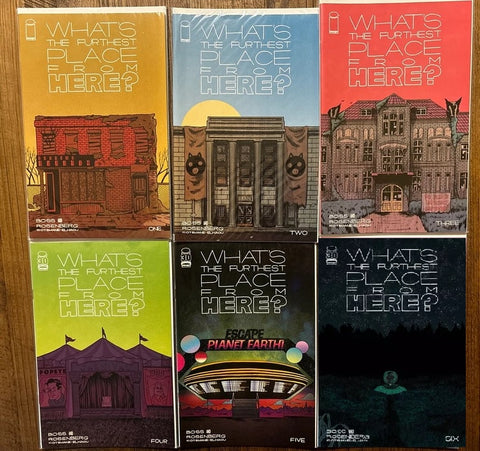 WHAT'S
THE FURTHEST
PLACE
FROM
HERE?
BOSS
ROSENBERG
ONE
WHAT'S
THE FURTHEST
PLACE
FROM
HERE?
BOSS
ROSENBERG
TWO
WHAT'S
THE FURTHEST
PLACE
FROM
HERE?
BOSS
ROSENBERG
THREE
WHAT'S
THE FURTHEST
PLACE
FROM
HERE?
POPEYE
BOSS
ROSENBERG
FOUR
WHAT'S
THE FURTHEST
PLACE
FROM
HERE?
ESCAPE
PLANET EARTH!
BOSS
ROSENBERG
FIVE
WHAT'S
THE FURTHEST
PLACE
FROM
HERE?
BOSS
ROSENBERG
SIX